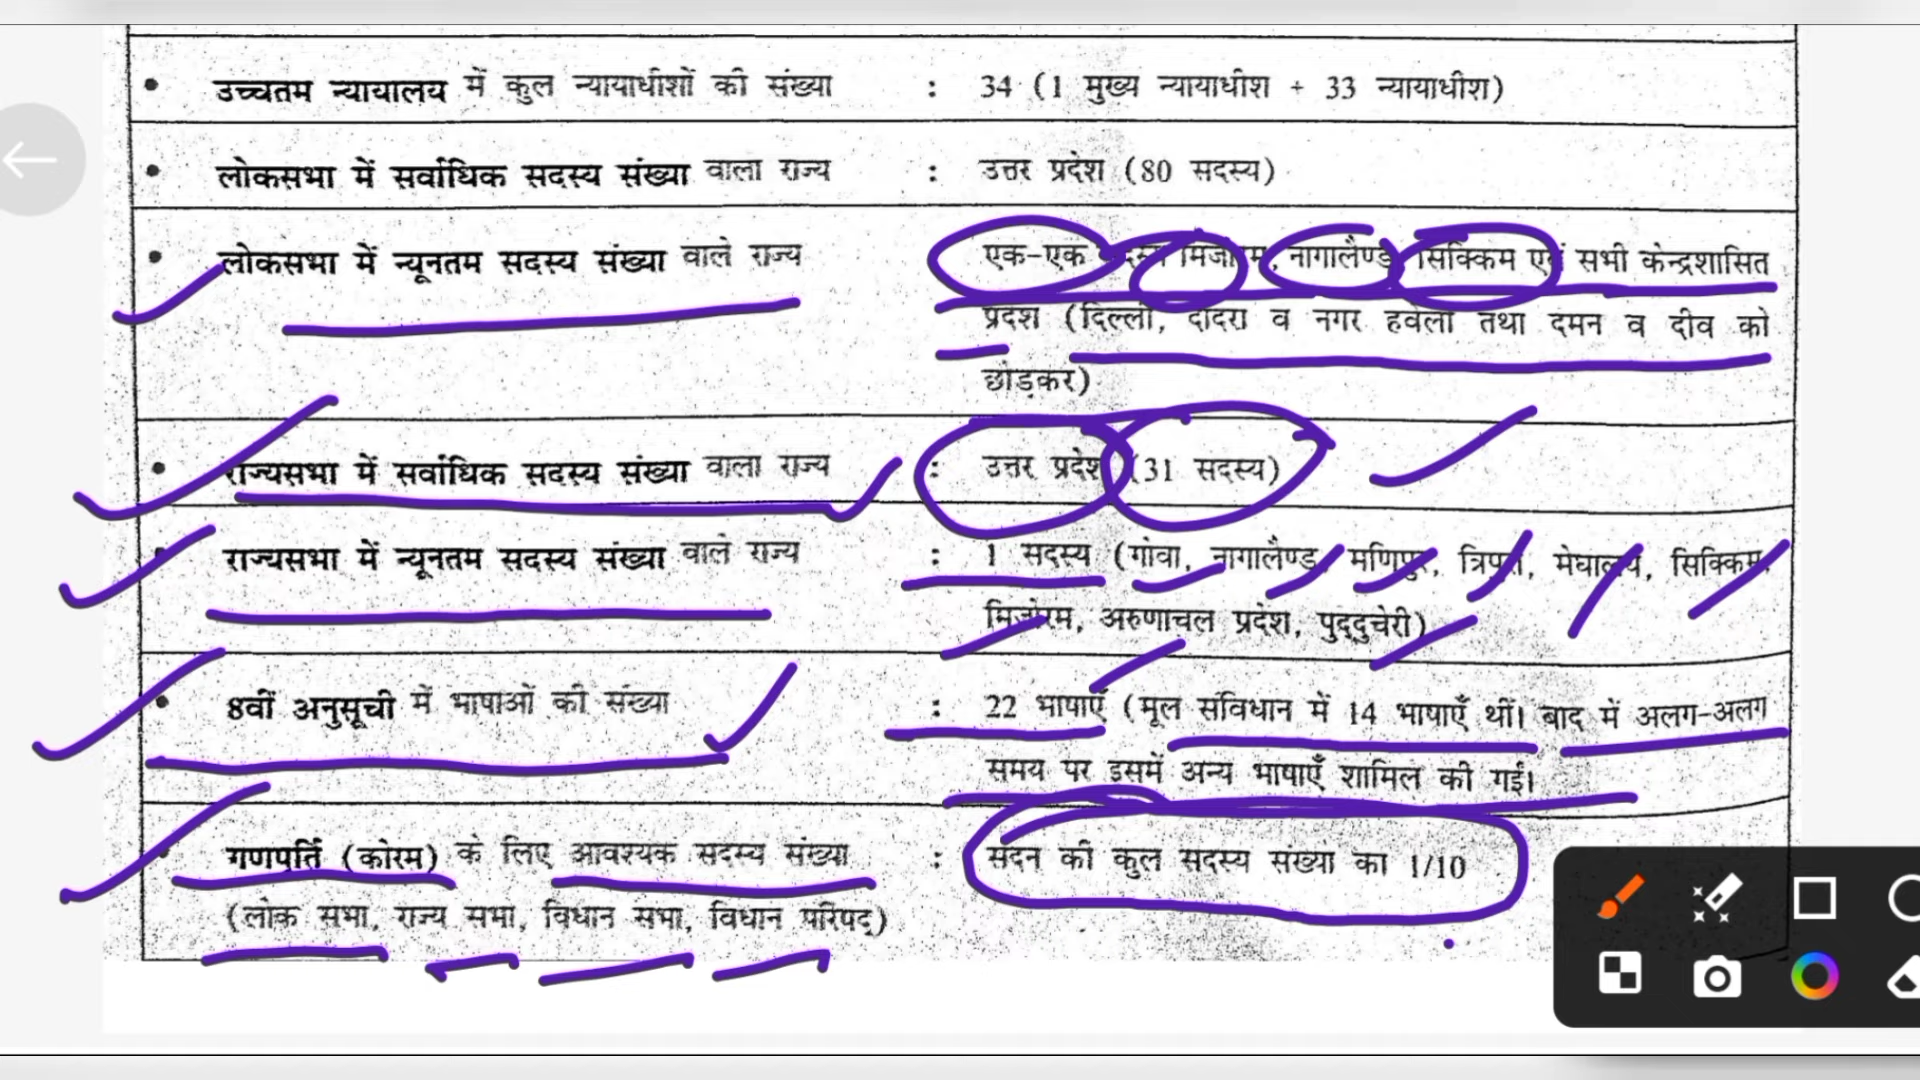 • उच्चतम न्यायालय में कुल न्यायाधीशों की संख्या : 34 (1 मुख्य न्यायाधीश + 33 न्यायाधीश)
• लोकसभा में सर्वाधिक सदस्य संख्या वाला राज्य : उत्तर प्रदेश (80 सदस्य)
• लोकसभा में न्यूनतम सदस्य संख्या वाले राज्य एक-एक सदस्य मिजोरम, नागालैण्ड, सिक्किम एवं सभी केन्द्रशासित
प्रदेश (दिल्ली, दादरा व नगर हवेली तथा दमन व दीव को
छोड़कर)
• राज्यसभा में सर्वाधिक सदस्य संख्या वाला राज्य : उत्तर प्रदेश (31 सदस्य)
• राज्यसभा में न्यूनतम सदस्य संख्या वाले राज्य : 1 सदस्य (गोवा, नागालैण्ड, मणिपुर, त्रिपुरा, मेघालय, सिक्किम,
मिजोरम, अरुणाचल प्रदेश, पुद्दुचेरी)
• 8वीं अनुसूची में भाषाओं की संख्या : 22 भाषाएँ (मूल संविधान में 14 भाषाएँ थीं। बाद में अलग-अलग
समय पर इसमें अन्य भाषाएँ शामिल की गईं।
• गणपूर्ति (कोरम) के लिए आवश्यक सदस्य संख्या : सदन की कुल सदस्य संख्या का 1/10
(लोक सभा, राज्य सभा, विधान सभा, विधान परिषद)